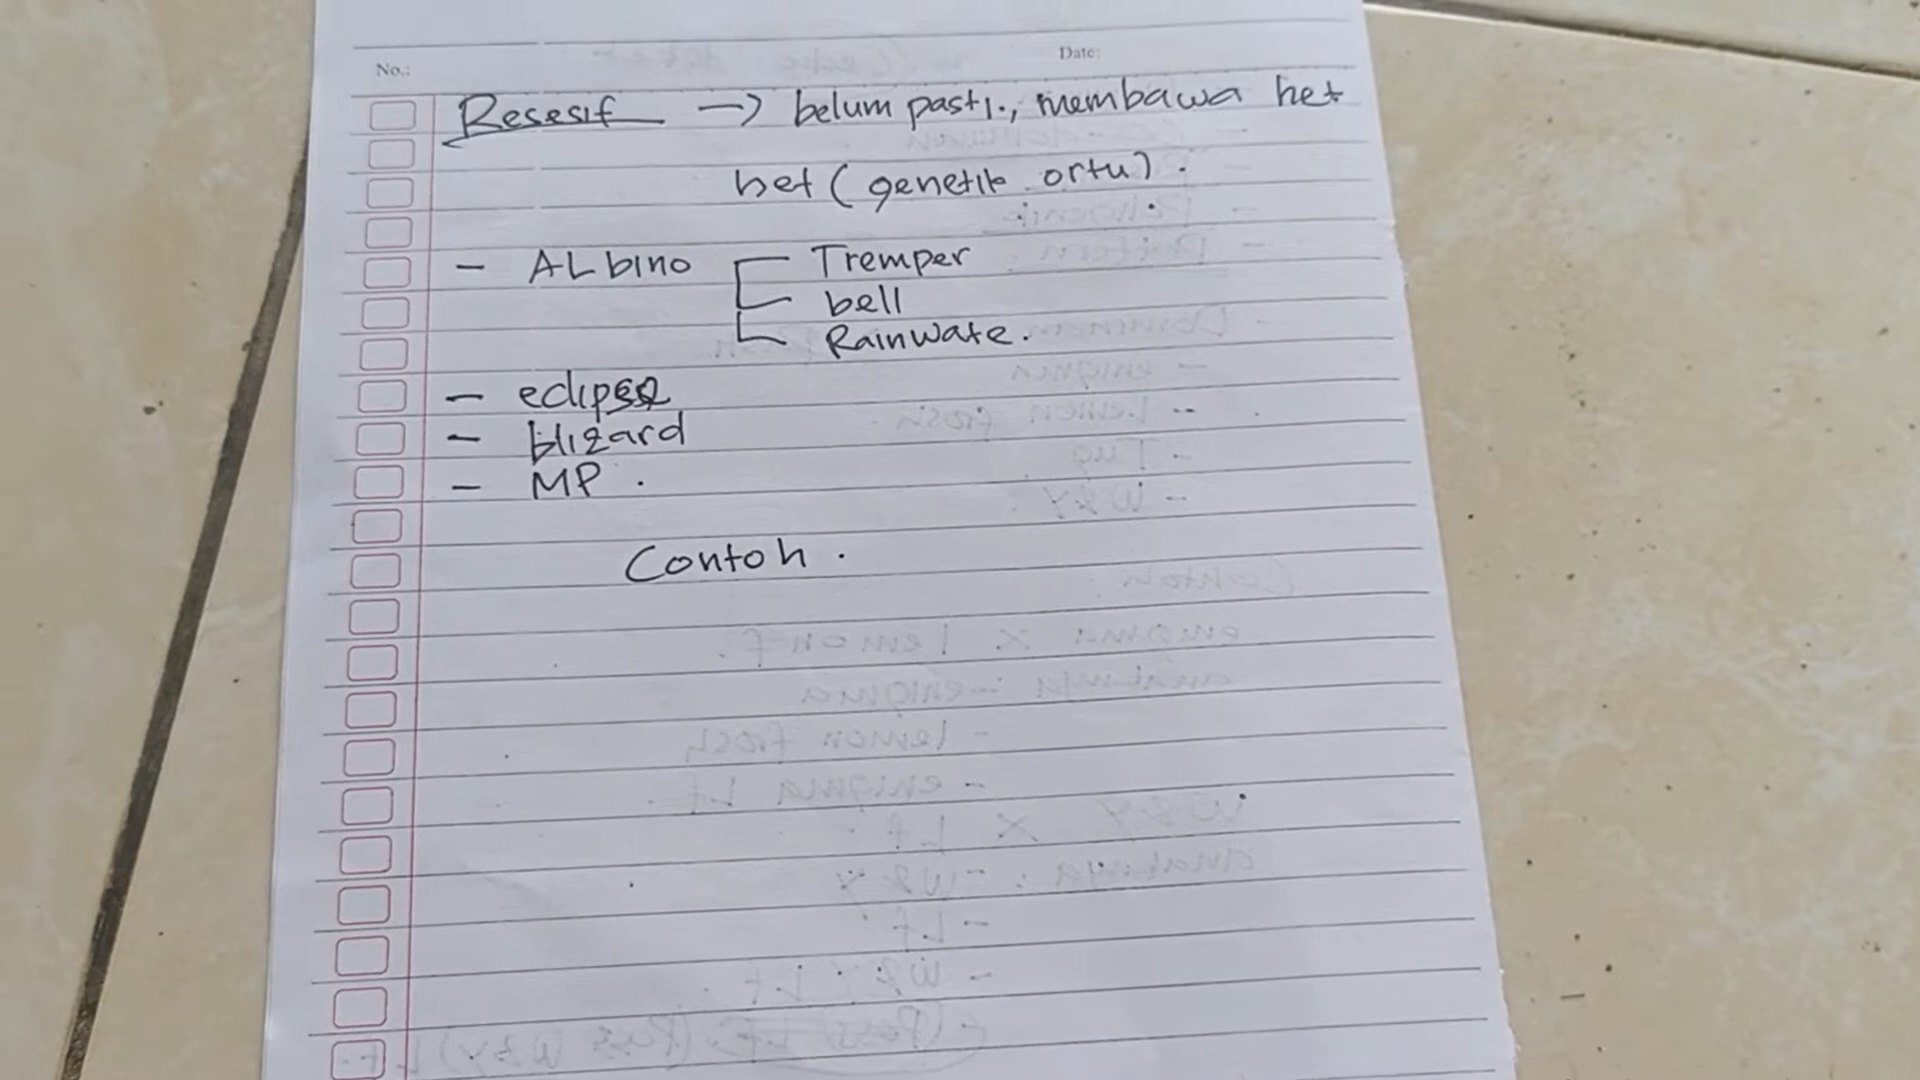 No.: Date:
Resesif —> belum pasti., membawa het
het (genetik ortu).
- ALbino Tremper
bell
Rainwate.
- eclipse
- blizard
- MP.
Contoh.